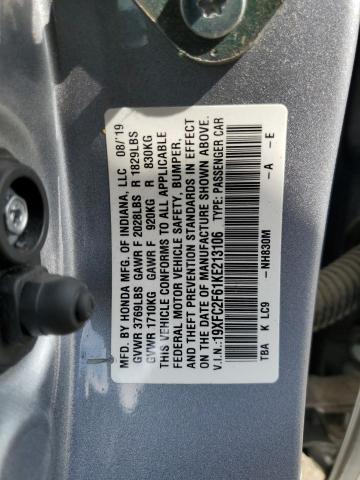 MFD. BY HONDA MFG. OF INDIANA, LLC 08/'19
GVWR 3769LBS GAWR F 2028LBS R 1829LBS
GVWR 1710KG GAWR F 920KG R 830KG
THIS VEHICLE CONFORMS TO ALL APPLICABLE
FEDERAL MOTOR VEHICLE SAFETY, BUMPER,
AND THEFT PREVENTION STANDARDS IN EFFECT
ON THE DATE OF MANUFACTURE SHOWN ABOVE.
V.I.N.:19XFC2F61KE213106 TYPE: PASSENGER CAR
TBA K LC9 -NH830M -A -E